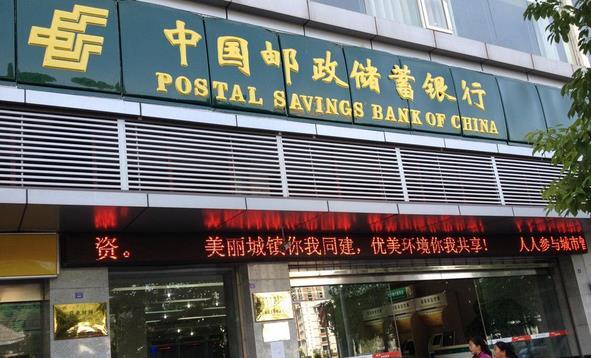 中国邮政储蓄银行
POSTAL SAVINGS BANK OF CHINA
资。 美丽城镇你我同建，优美环境你我共享！ 人人参与城市